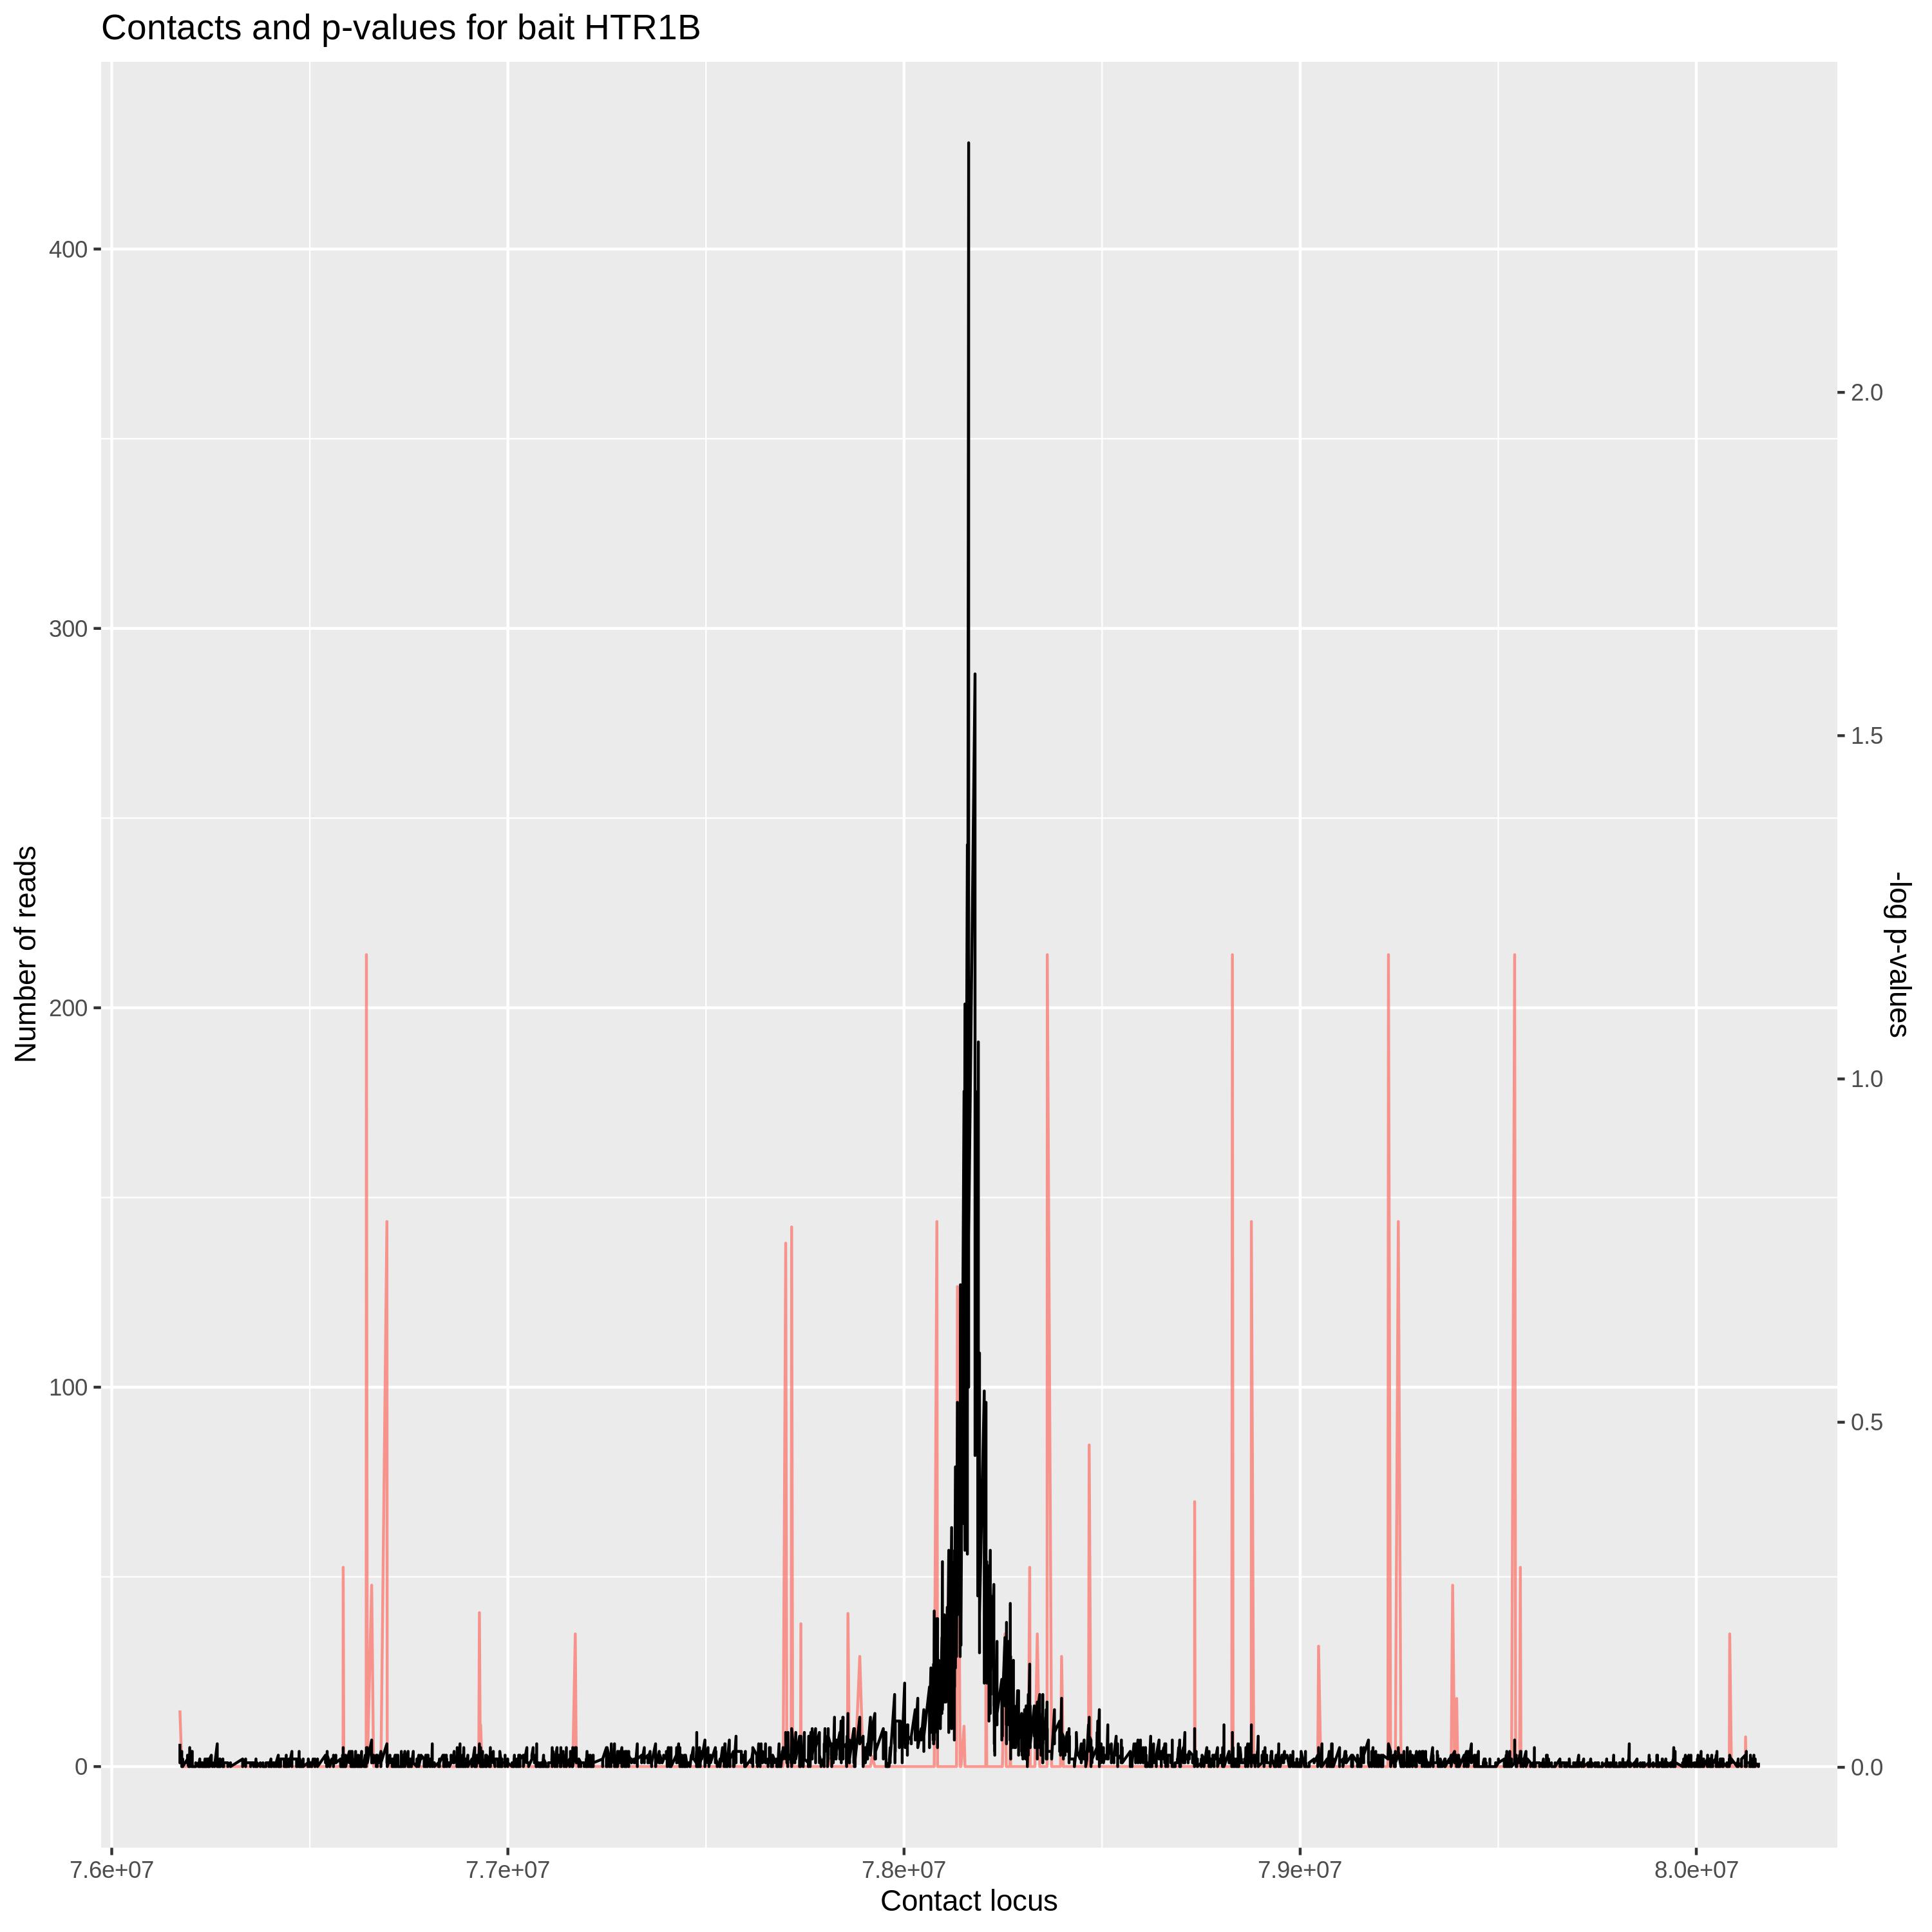 Contacts and p-values for bait HTR1B
400
300
200
100
0
Number of reads
2.0
1.5
1.0
0.5
0.0
-log p-values
7.6e+07
7.7e+07
7.8e+07
7.9e+07
8.0e+07
Contact locus